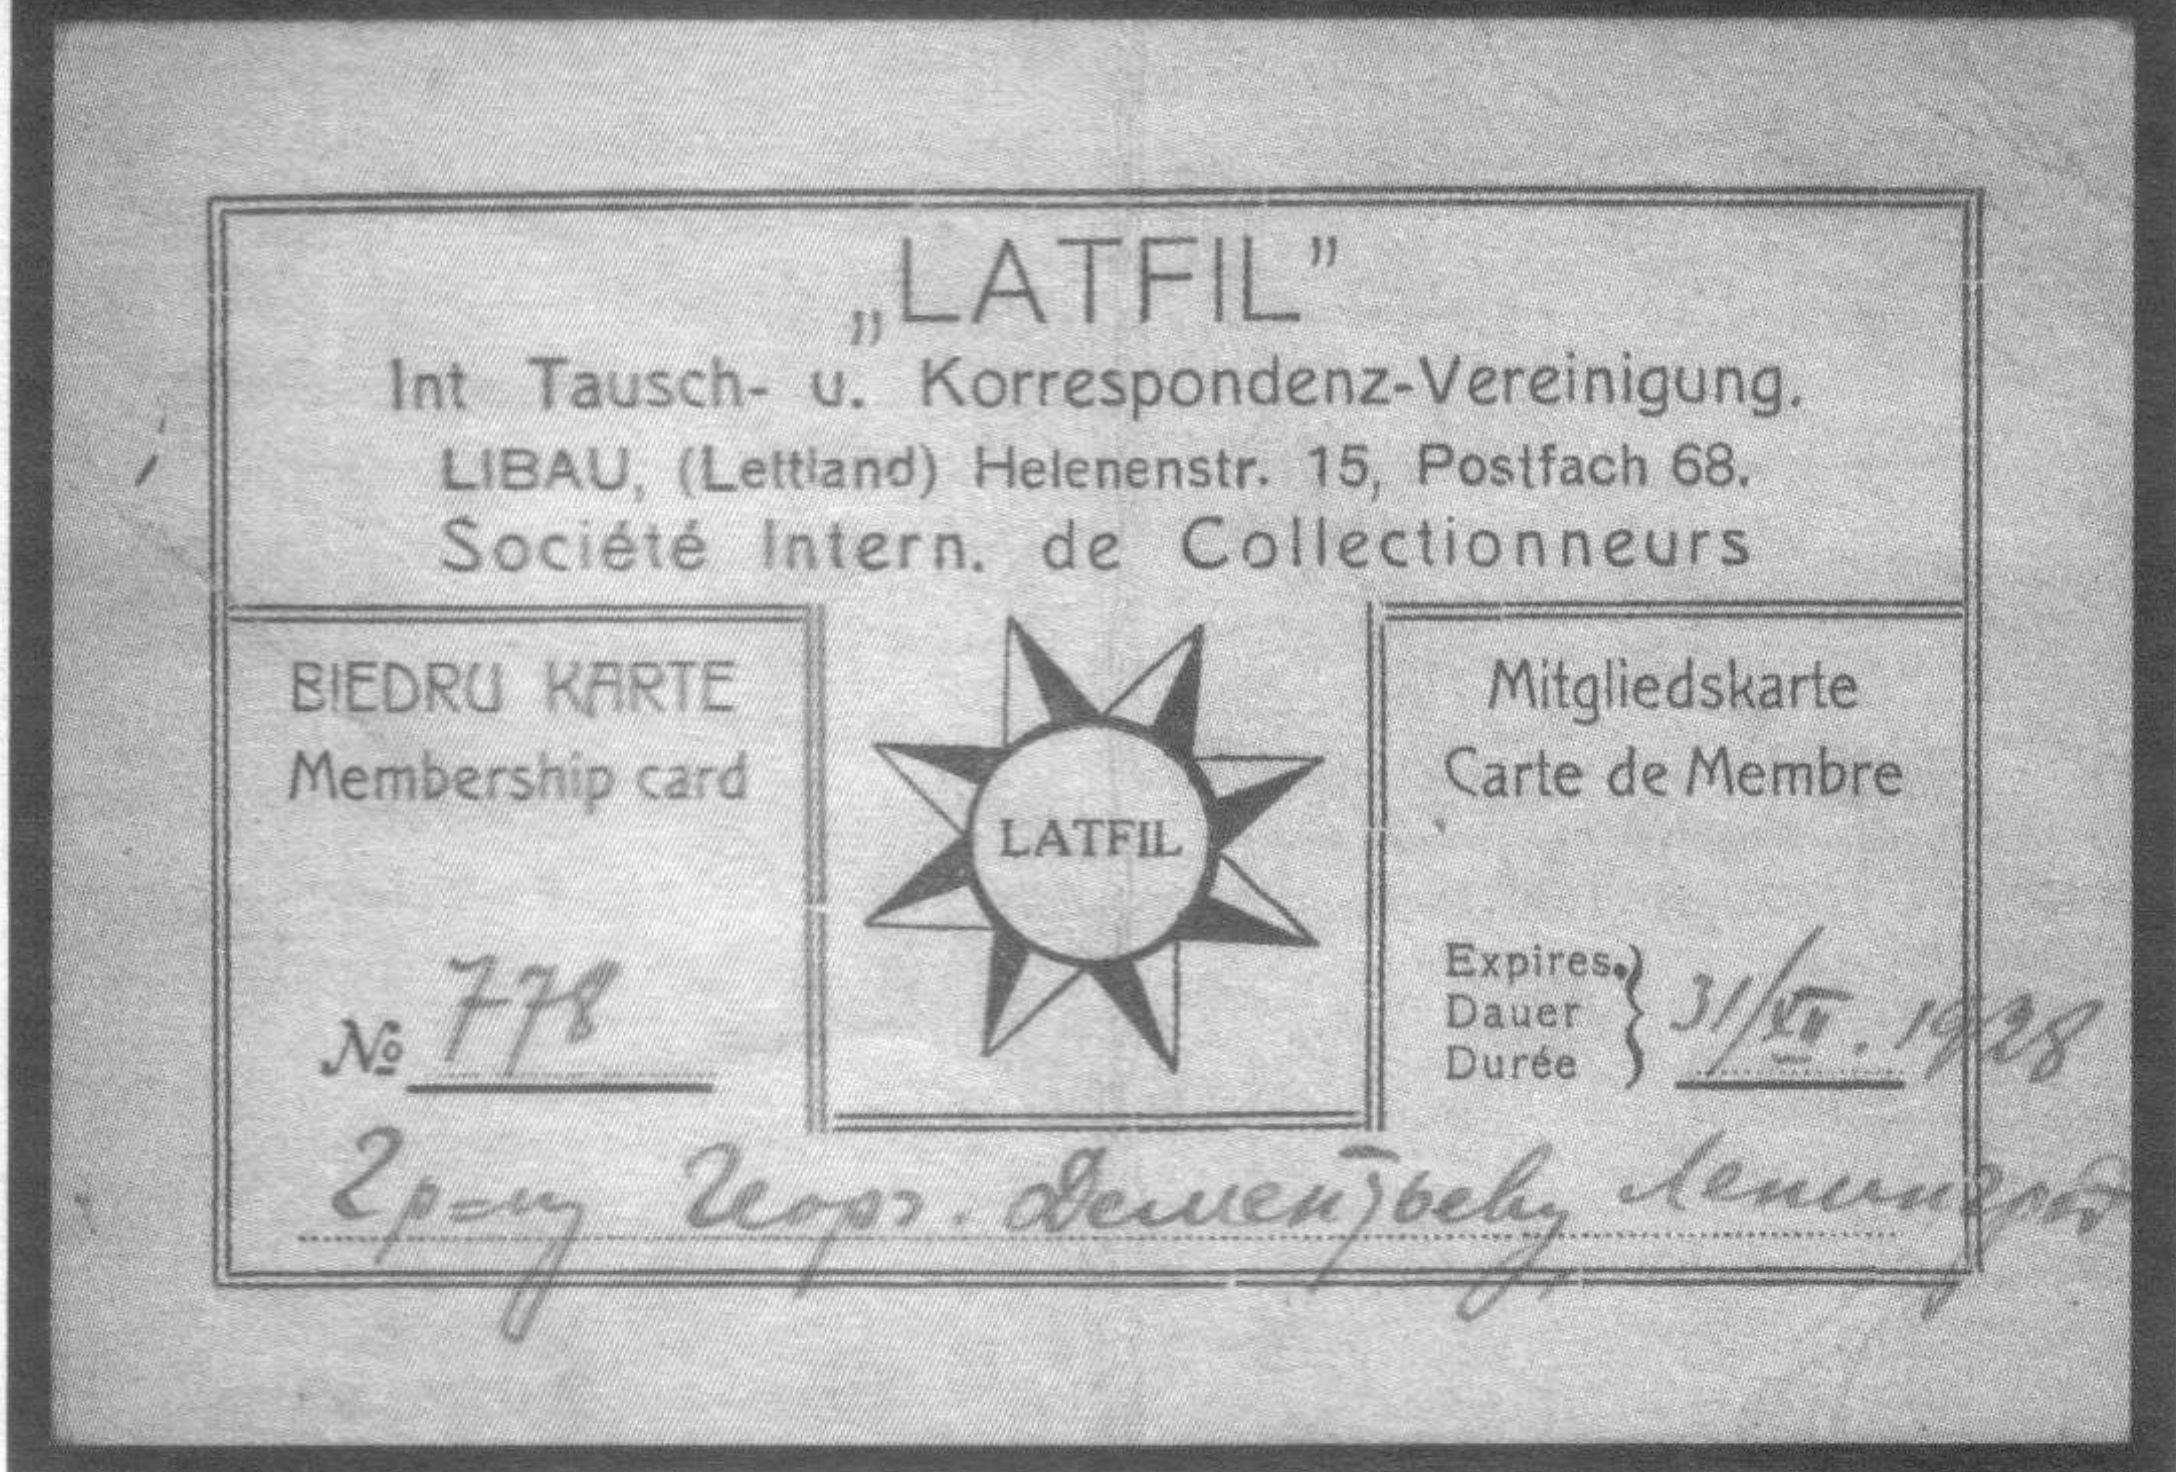 „LATFIL”
Int Tausch- u. Korrespondenz-Vereinigung.
LIBAU, (Lettland) Helenenstr. 15, Postfach 68.
Société Intern. de Collectionneurs
BIEDRU KARTE
Membership card
№ 778
LATFIL
Mitgliedskarte
Carte de Membre
Expires.
Dauer
Durée
31/XII. 1928
Гр=ну Георг. Дементьеву Ленинград